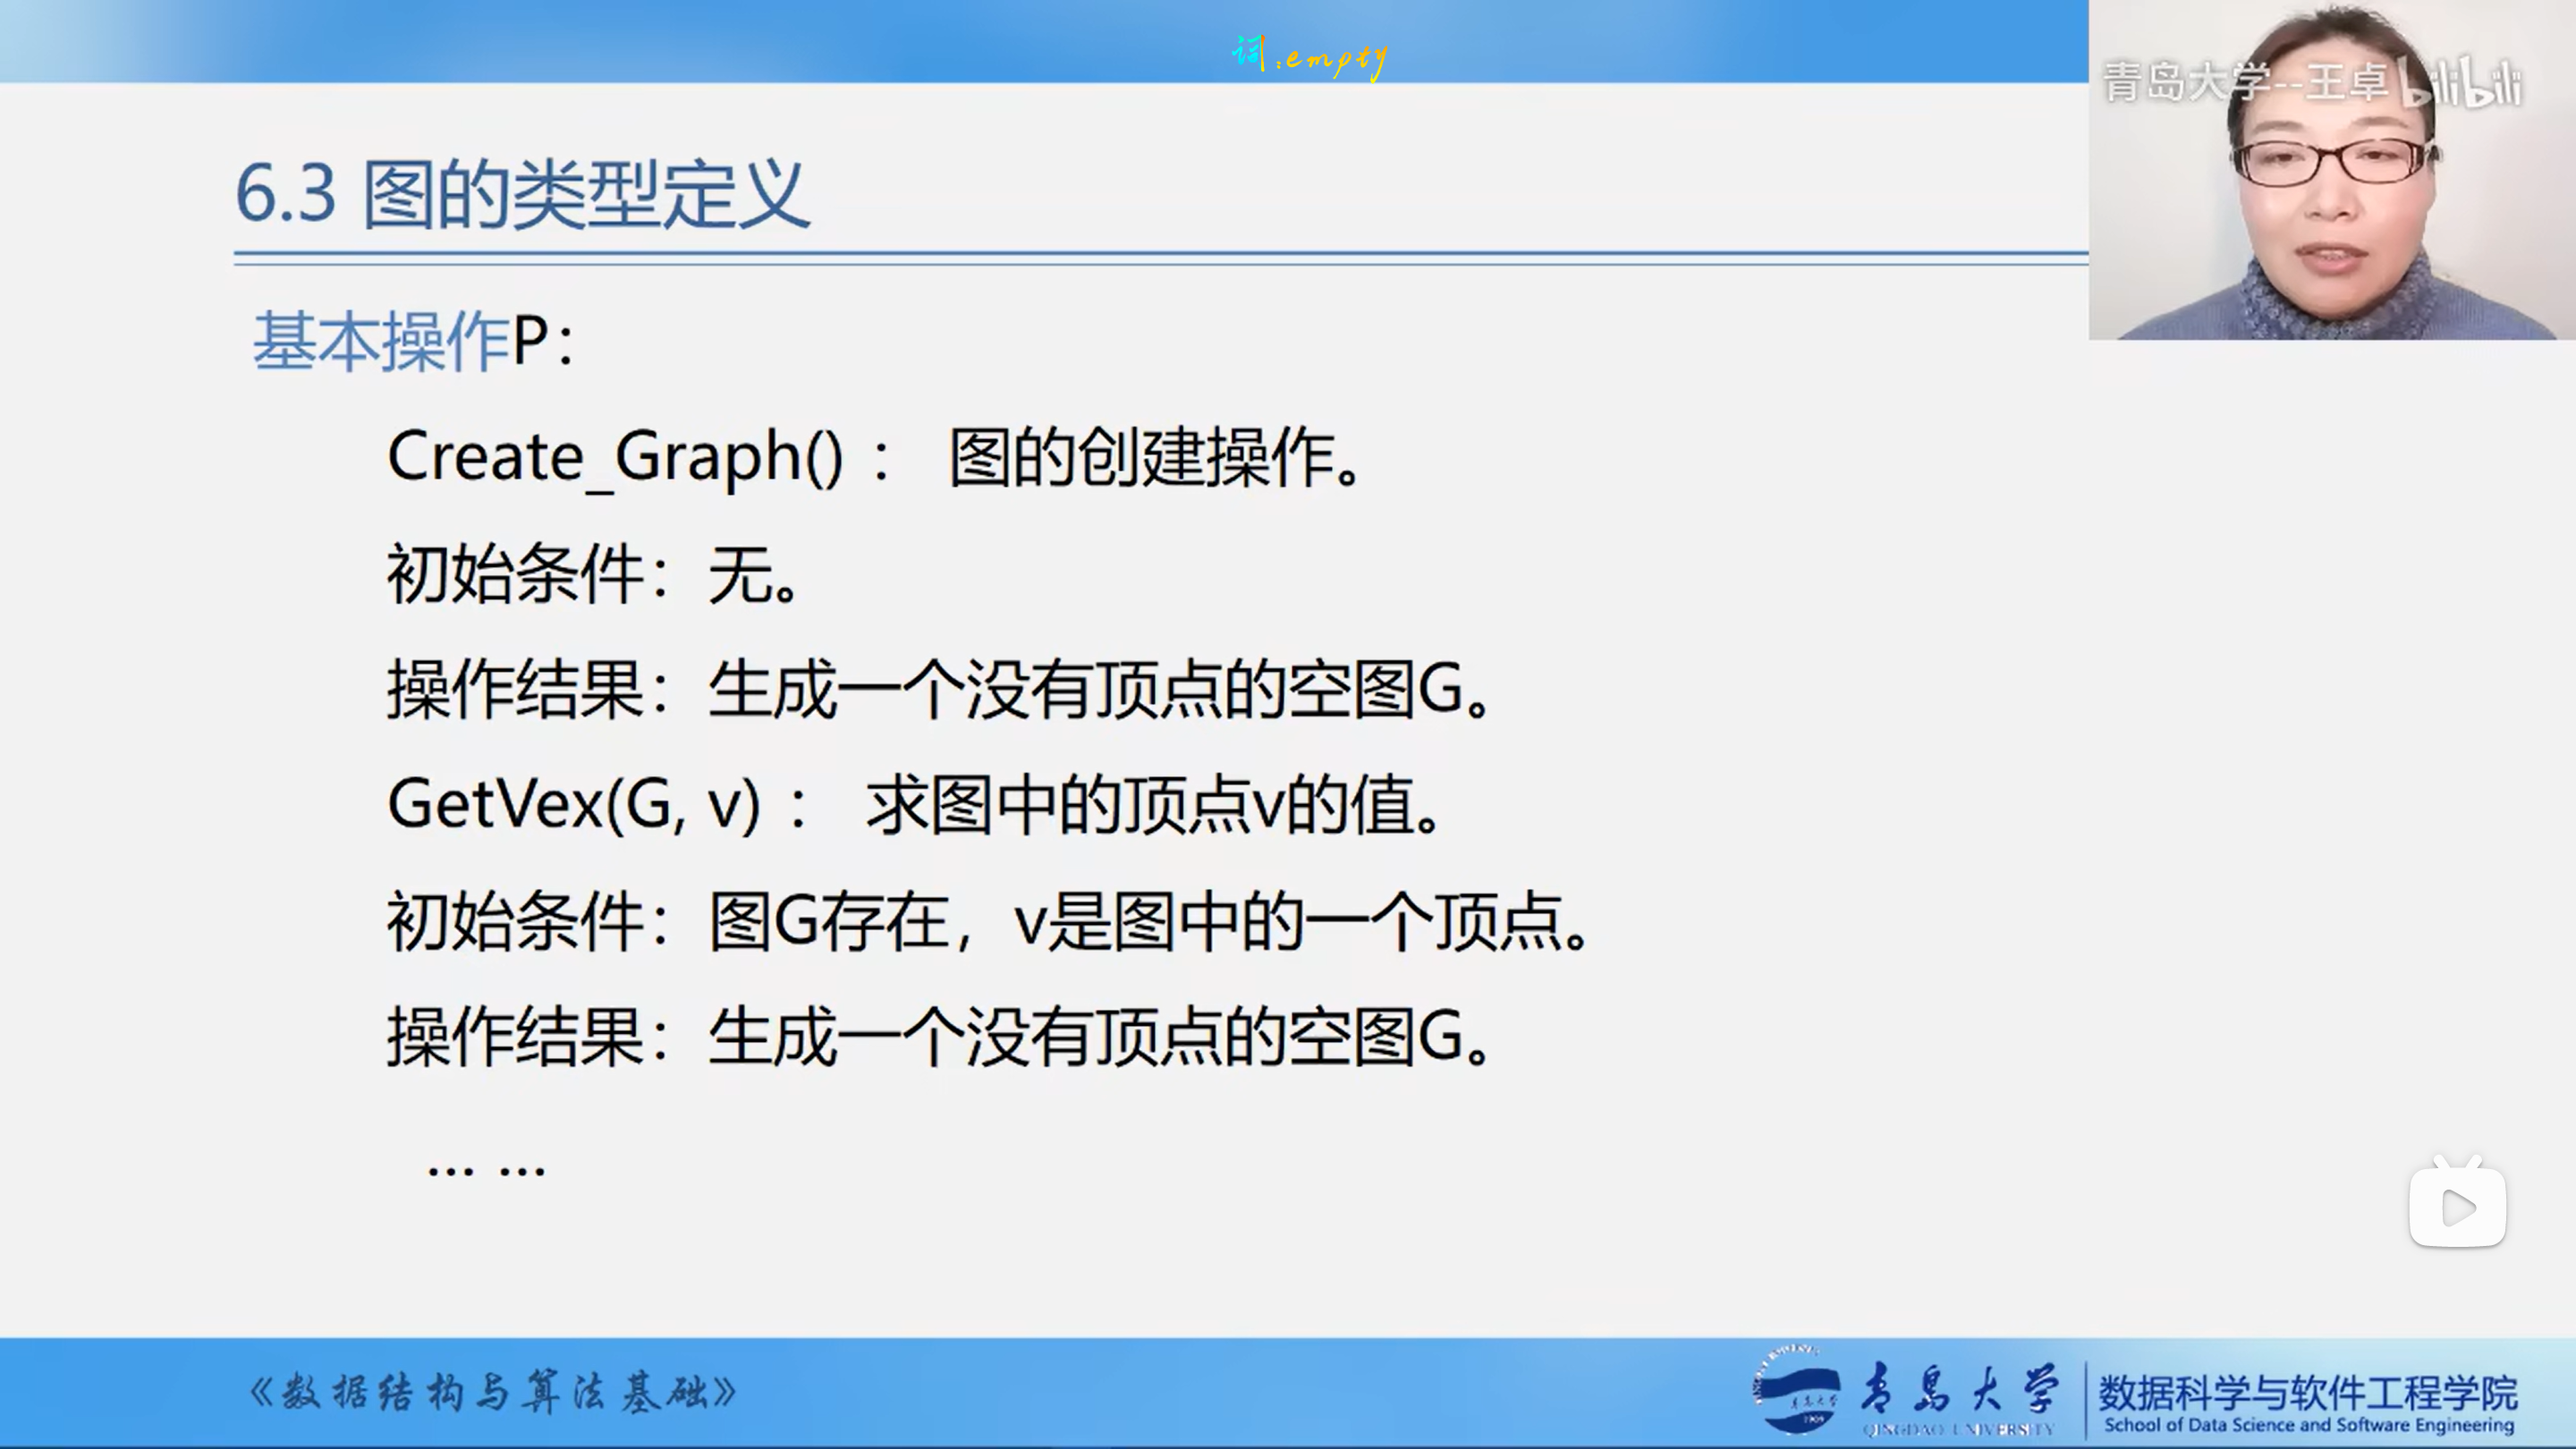 词:empty
青岛大学--王卓 bilibili
6.3 图的类型定义
基本操作P：
Create_Graph() ： 图的创建操作。
初始条件：无。
操作结果：生成一个没有顶点的空图G。
GetVex(G, v) ： 求图中的顶点v的值。
初始条件：图G存在，v是图中的一个顶点。
操作结果：生成一个没有顶点的空图G。
… …
《数据结构与算法基础》
青岛大学
QINGDAO UNIVERSITY
数据科学与软件工程学院
School of Data Science and Software Engineering